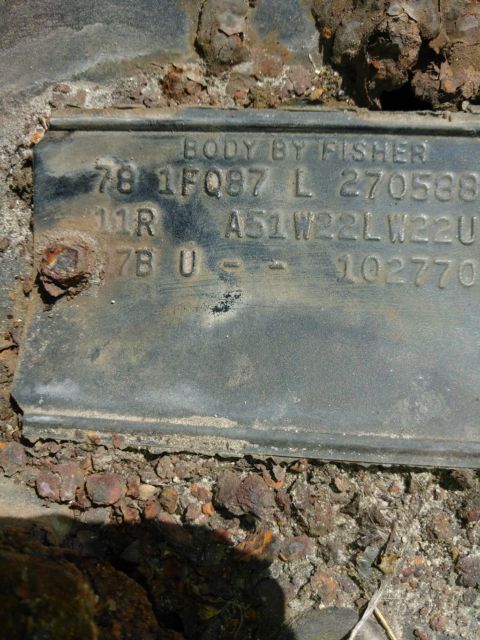 BODY BY FISHER
78 1FQ87 L 270588
11R A51W22LW22U
7B U - - 102770